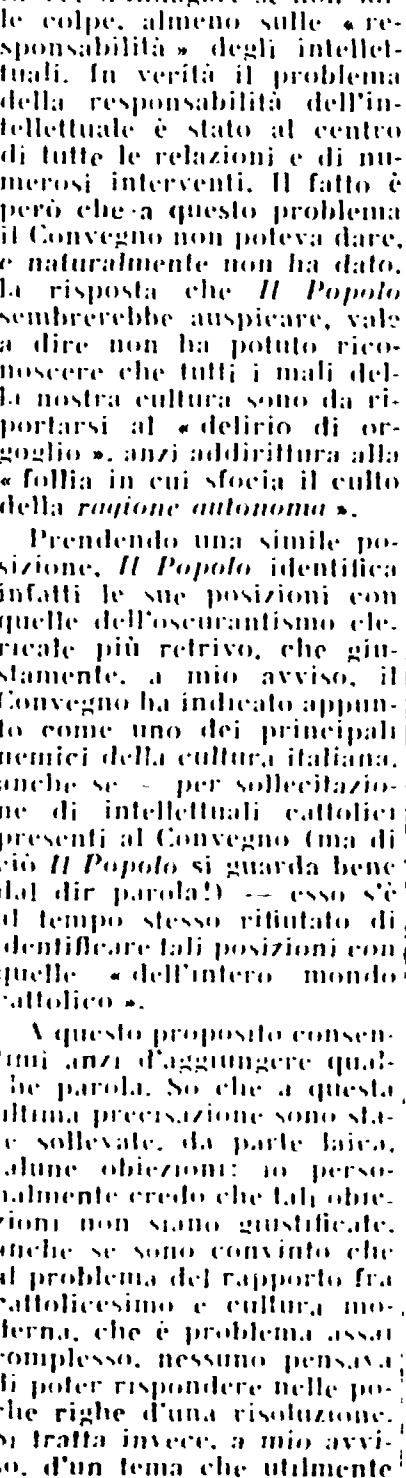 le colpe, almeno sulle « re-
sponsabilità » degli intellet-
tuali. In verità il problema
della responsabilità dell'in-
tellettuale è stato al centro
di tutte le relazioni e di nu-
merosi interventi. Il fatto è
però che a questo problema
il Convegno non poteva dare,
e naturalmente non ha dato,
la risposta che Il Popolo
sembrerebbe auspicare, vale
a dire non ha potuto rico-
noscere che tutti i mali del-
la nostra cultura sono da ri-
portarsi al « delirio di or-
goglio », anzi addirittura alla
« follia in cui sfocia il culto
della ragione autonoma ».
Prendendo una simile po-
sizione, Il Popolo identifica
infatti le sue posizioni con
quelle dell'oscurantismo cle-
ricale più retrivo, che giu-
stamente, a mio avviso, il
Convegno ha indicato appun-
to come uno dei principali
nemici della cultura italiana,
anche se — per sollecitazio-
ne di intellettuali cattolici
presenti al Convegno (ma di
ciò Il Popolo si guarda bene
dal dir parola!) — esso s'è
al tempo stesso rifiutato di
identificare tali posizioni con
quelle « dell'intero mondo
cattolico ».
A questo proposito consen-
timi anzi d'aggiungere qual-
che parola. So che a questa
ultima precisazione sono sta-
te sollevate, da parte laica,
alune obiezioni: io perso-
nalmente credo che tali obie-
zioni non siano giustificate,
anche se sono convinto che
al problema del rapporto fra
cattolicesimo e cultura mo-
derna, che è problema assai
complesso, nessuno pensava
di poter rispondere nelle po-
che righe d'una risoluzione.
Si tratta invece, a mio avvi-
so, d'un tema che utilmente